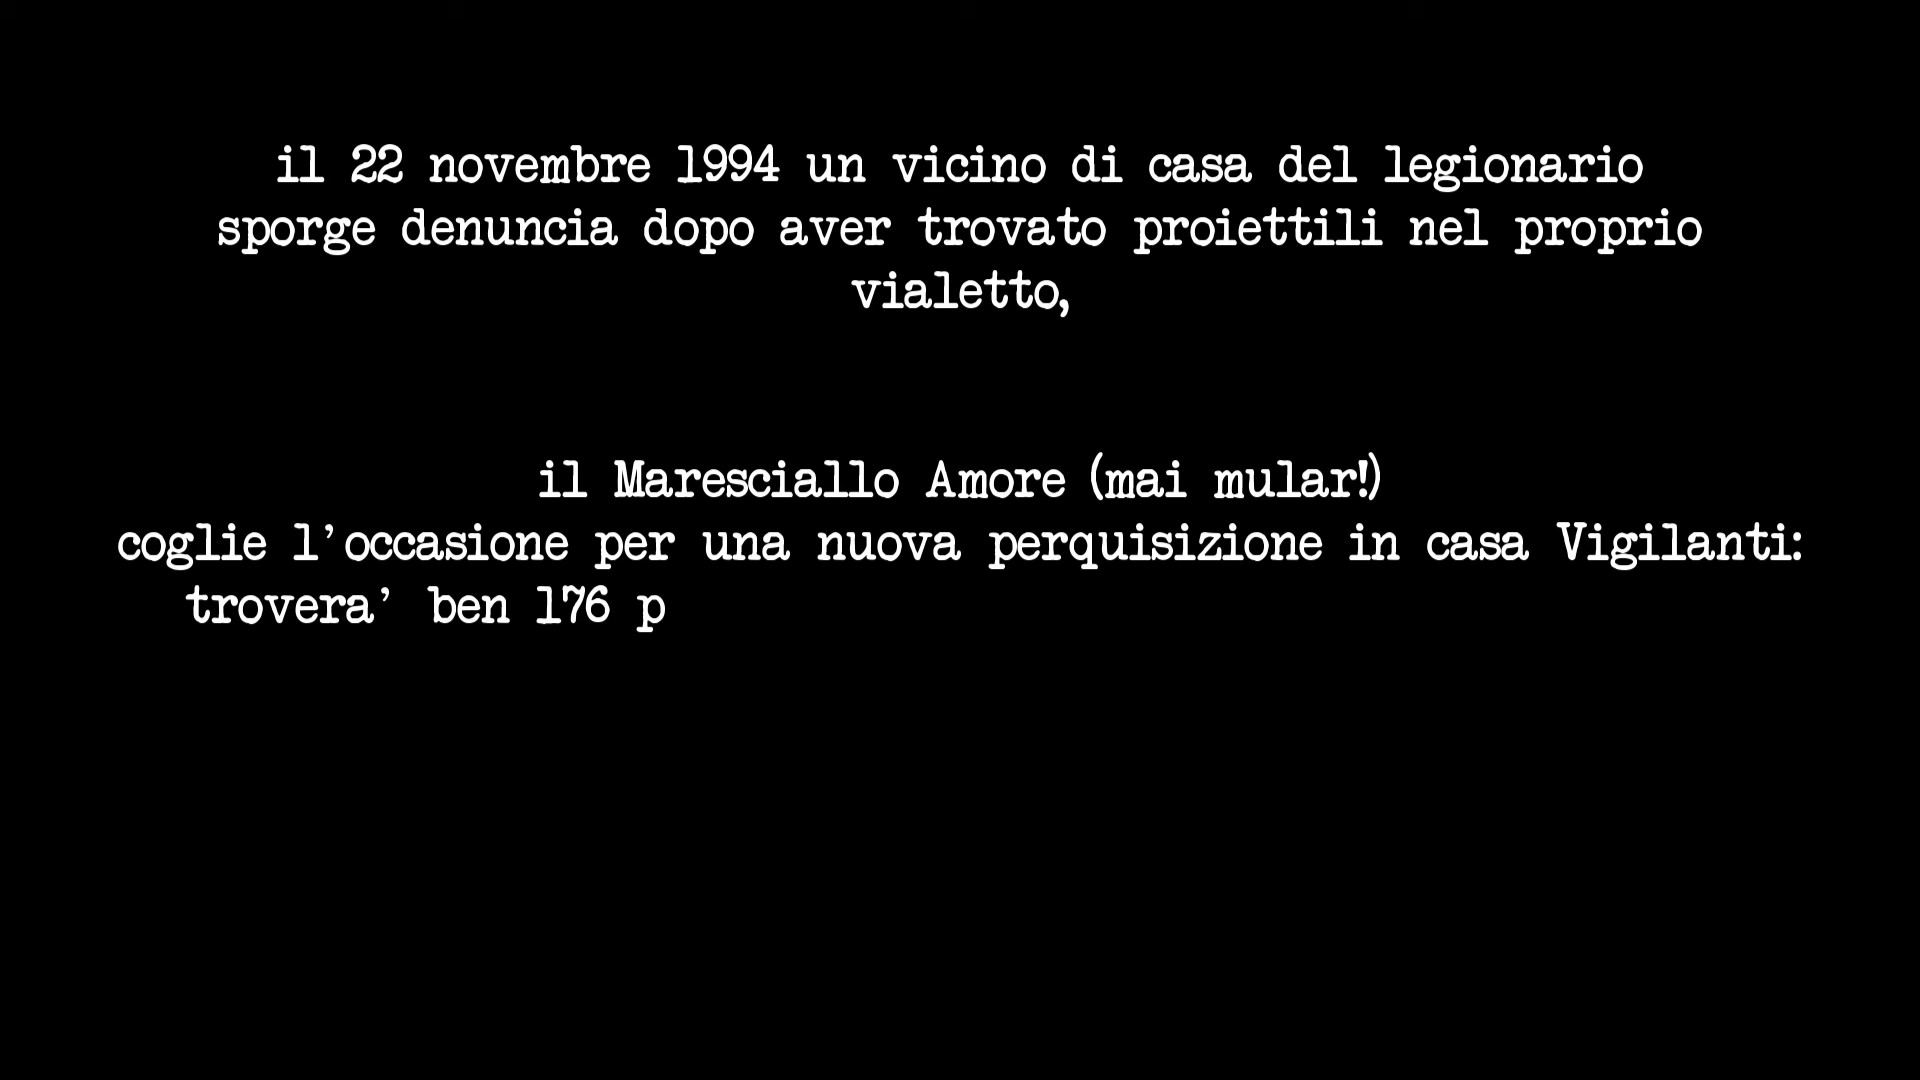 il 22 novembre 1994 un vicino di casa del legionario
sporge denuncia dopo aver trovato proiettili nel proprio
vialetto,
il Maresciallo Amore (mai mular!)
coglie l'occasione per una nuova perquisizione in casa Vigilanti:
trovera' ben 176 p